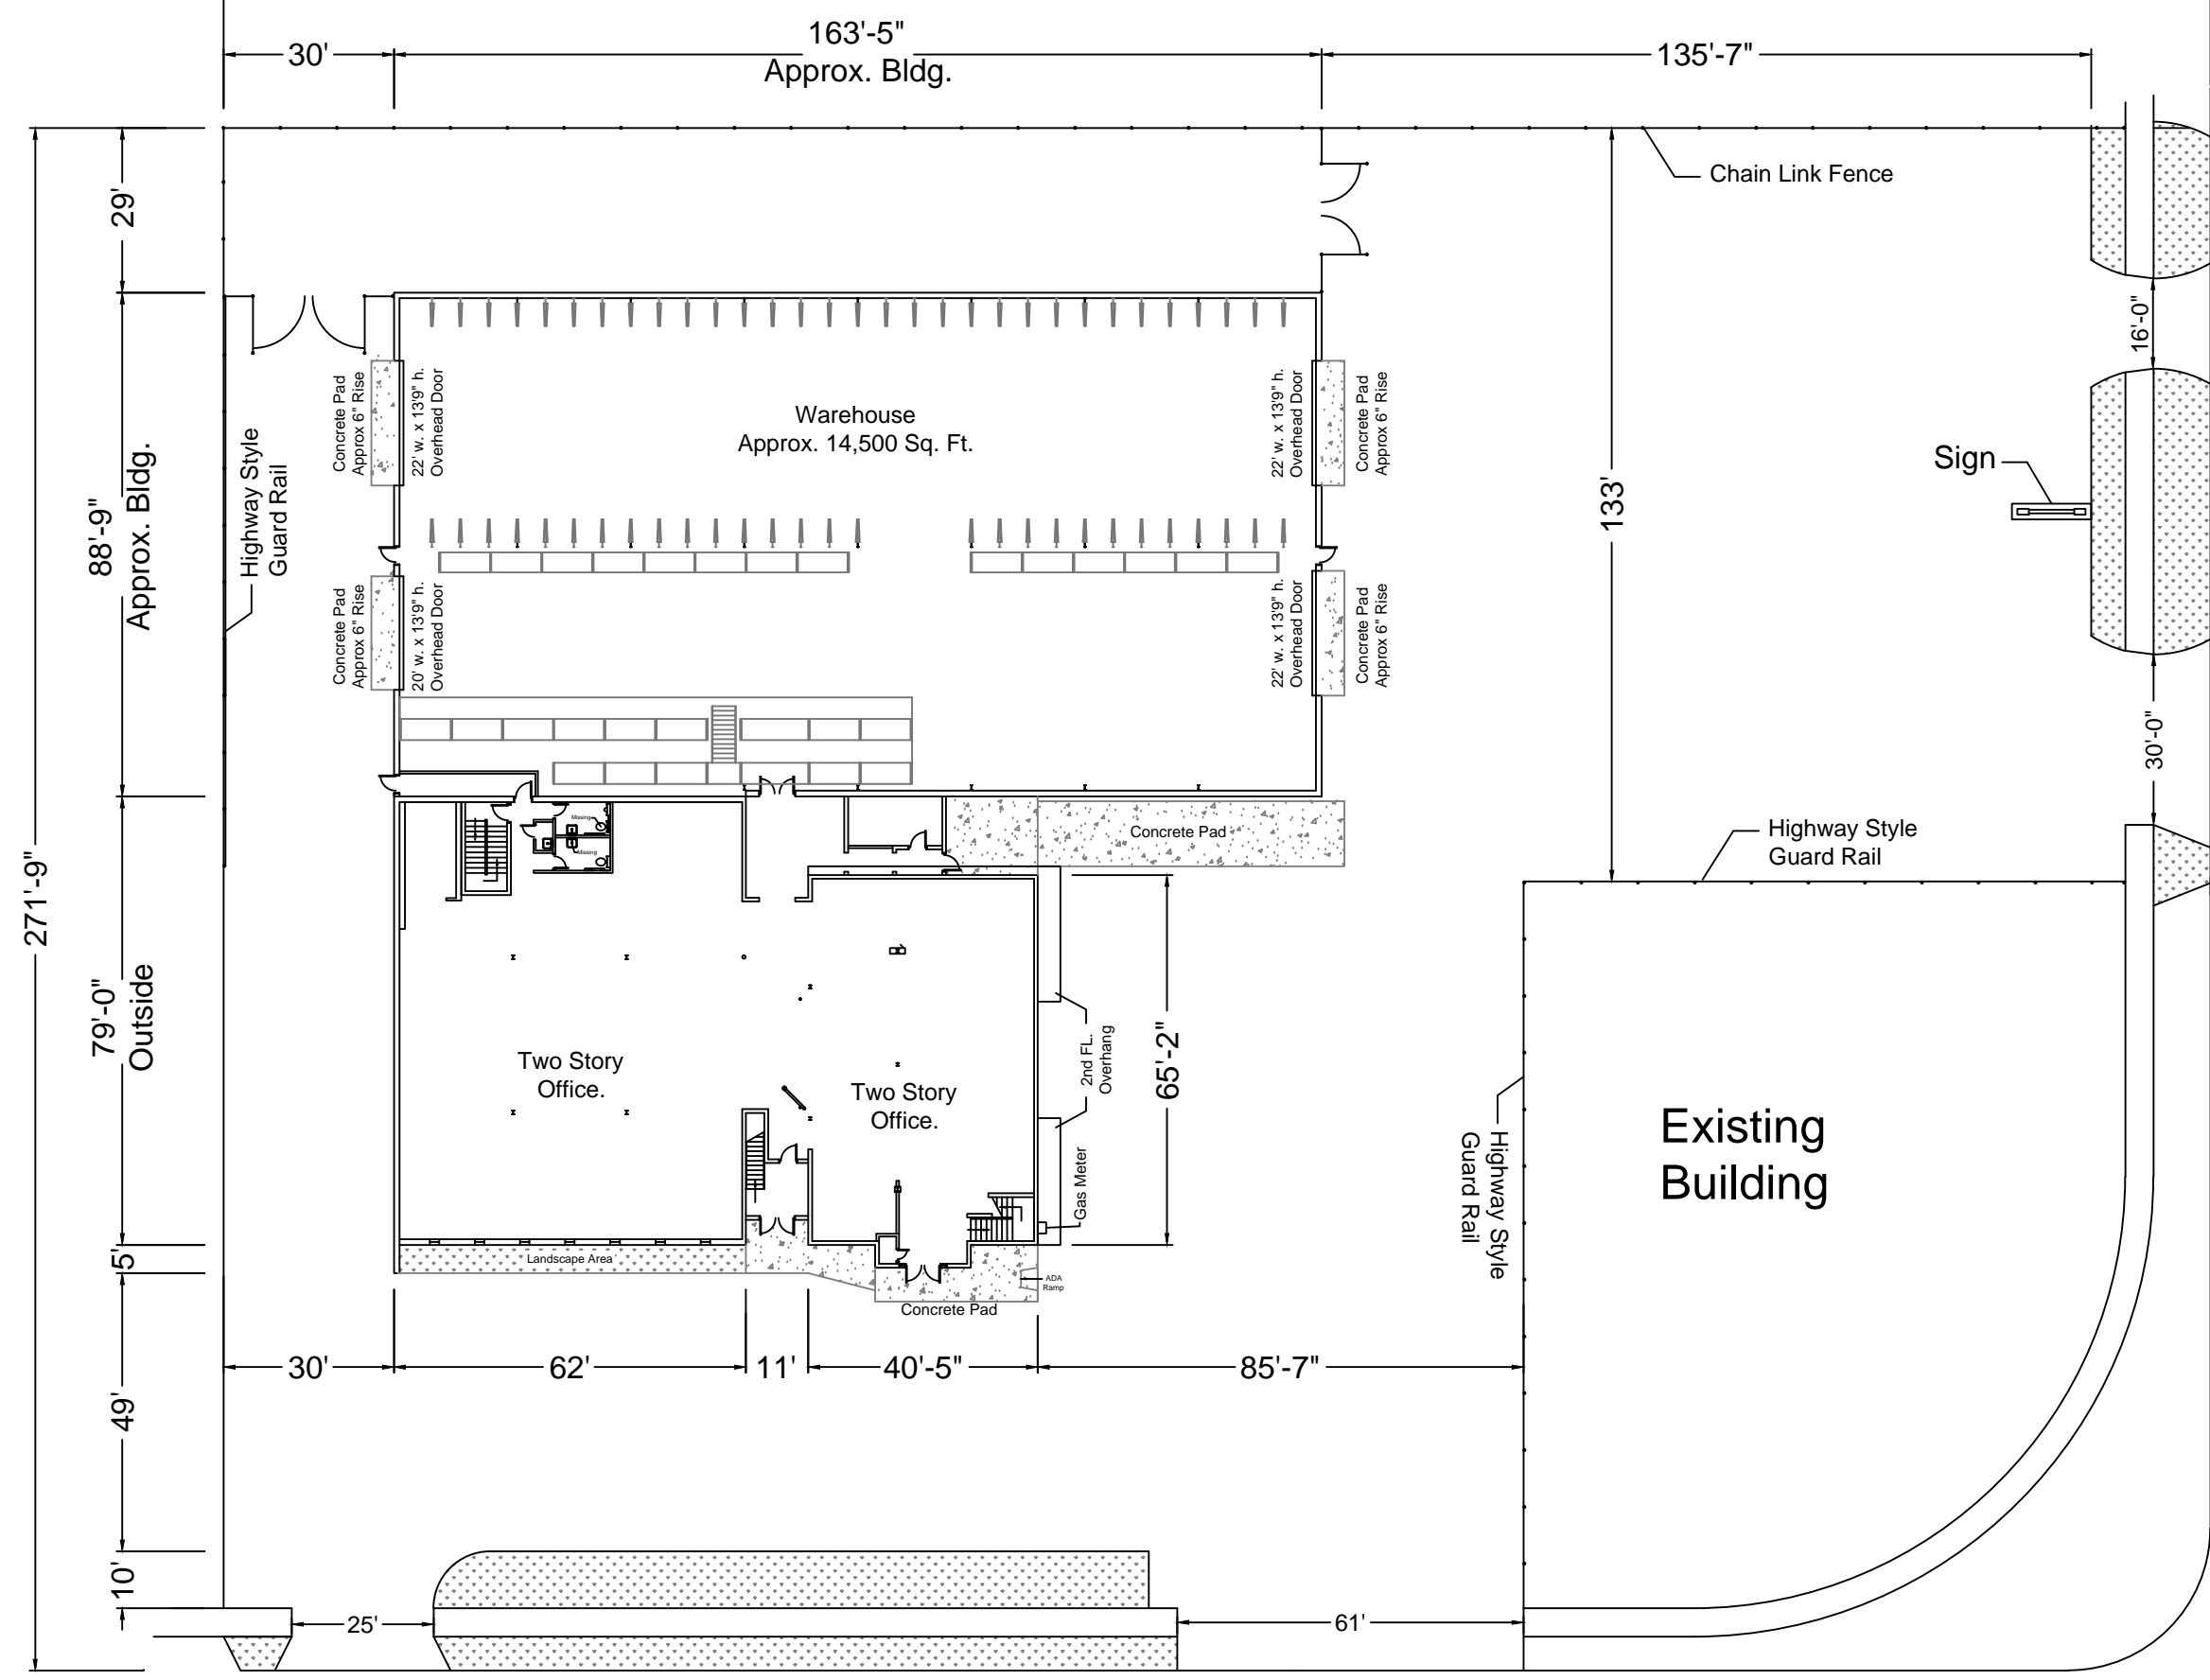 30'
163'-5"
Approx. Bldg.
135'-7"
Chain Link Fence
29'
16'-0"
Concrete Pad
Approx 6" Rise
22' w. x 13'9" h.
Overhead Door
Warehouse
Approx. 14,500 Sq. Ft.
22' w. x 13'9" h.
Overhead Door
Concrete Pad
Approx 6" Rise
Sign
88'-9"
Approx. Bldg.
Highway Style
Guard Rail
133'
Concrete Pad
Approx 6" Rise
20' w. x 13'9" h.
Overhead Door
22' w. x 13'9" h.
Overhead Door
Concrete Pad
Approx 6" Rise
30'-0"
Missing
Missing
Concrete Pad
Highway Style
Guard Rail
271'-9"
79'-0"
Outside
Two Story
Office.
Two Story
Office.
2nd FL.
Overhang
65'-2"
Gas Meter
Highway Style
Guard Rail
Existing
Building
5'
Landscape Area
ADA
Ramp
Concrete Pad
30'
62'
11'
40'-5"
85'-7"
49'
10'
25'
61'